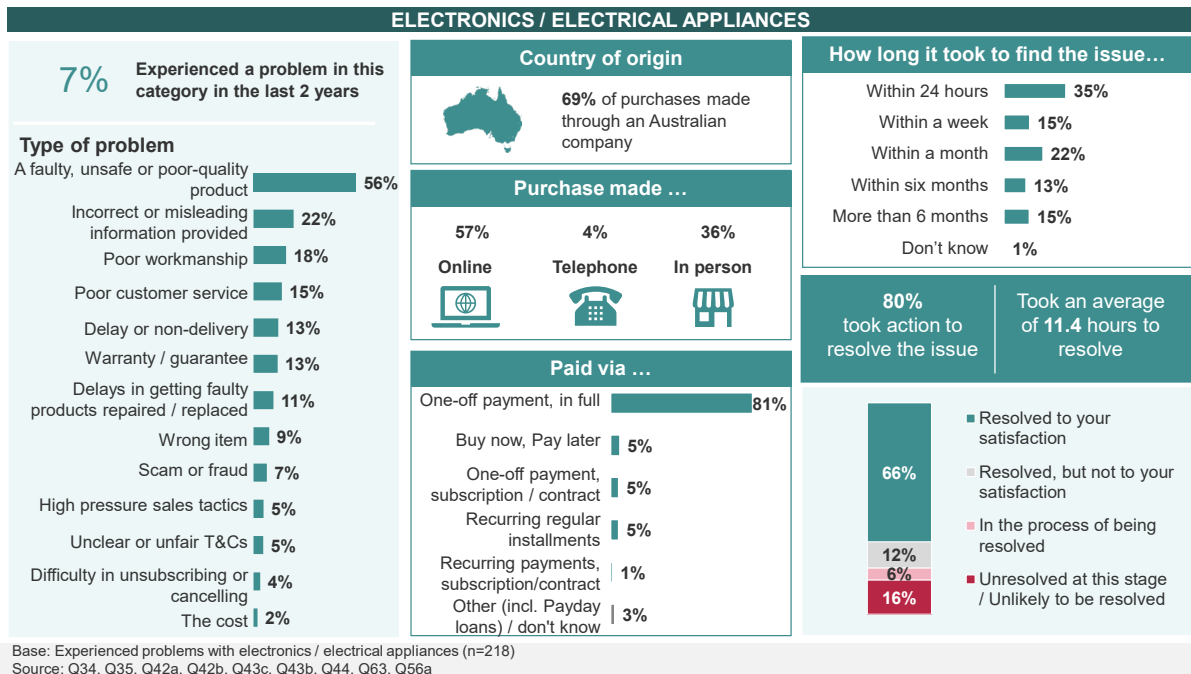 ELECTRONICS / ELECTRICAL APPLIANCES
7%
Experienced a problem in this
category in the last 2 years
Type of problem
A faulty, unsafe or poor-quality
product
56%
Incorrect or misleading
information provided
22%
Poor workmanship
18%
Poor customer service
15%
Delay or non-delivery
13%
Warranty / guarantee
13%
Delays in getting faulty
products repaired / replaced
11%
Wrong item
9%
Scam or fraud
7%
High pressure sales tactics
5%
Unclear or unfair T&Cs
5%
Difficulty in unsubscribing or
cancelling
4%
The cost
2%
Country of origin
69% of purchases made
through an Australian
company
Purchase made …
57%
4%
36%
Online
Telephone
In person
Paid via …
One-off payment, in full
81%
Buy now, Pay later
5%
One-off payment,
subscription / contract
5%
Recurring regular
installments
5%
Recurring payments,
subscription/contract
1%
Other (incl. Payday
loans) / don't know
3%
How long it took to find the issue…
Within 24 hours
35%
Within a week
15%
Within a month
22%
Within six months
13%
More than 6 months
15%
Don’t know
1%
80%
took action to
resolve the issue
Took an average
of 11.4 hours to
resolve
66%
12%
6%
16%
Resolved to your
satisfaction
Resolved, but not to your
satisfaction
In the process of being
resolved
Unresolved at this stage
/ Unlikely to be resolved
Base: Experienced problems with electronics / electrical appliances (n=218)
Source: Q34, Q35, Q42a, Q42b, Q43c, Q43b, Q44, Q63, Q56a